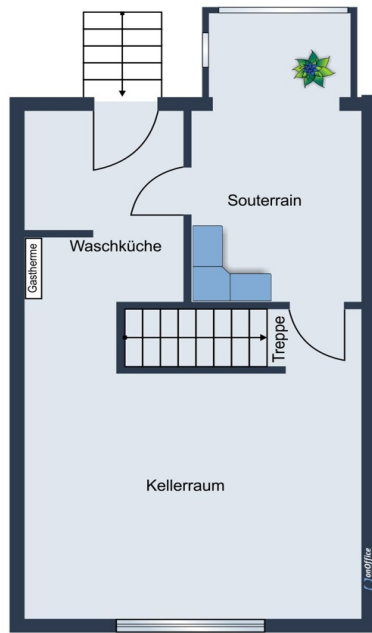 Souterrain
Waschküche
Gastherme
Treppe
Kellerraum
onOffice